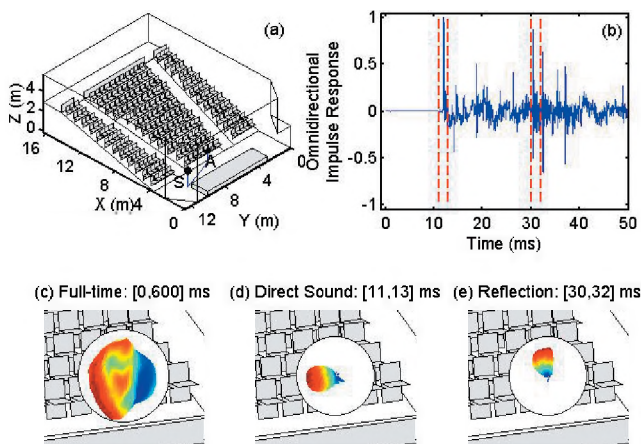 (a)
Z (m)
4
2
0
16
12
8
4
0
X (m)
12
8
4
0
Y (m)
S
A
(b)
Omnidirectional
Impulse Response
1
0.5
0
-0.5
-1
0 10 20 30 40 50
Time (ms)
(c) Full-time: [0,600] ms (d) Direct Sound: [11,13] ms (e) Reflection: [30,32] ms